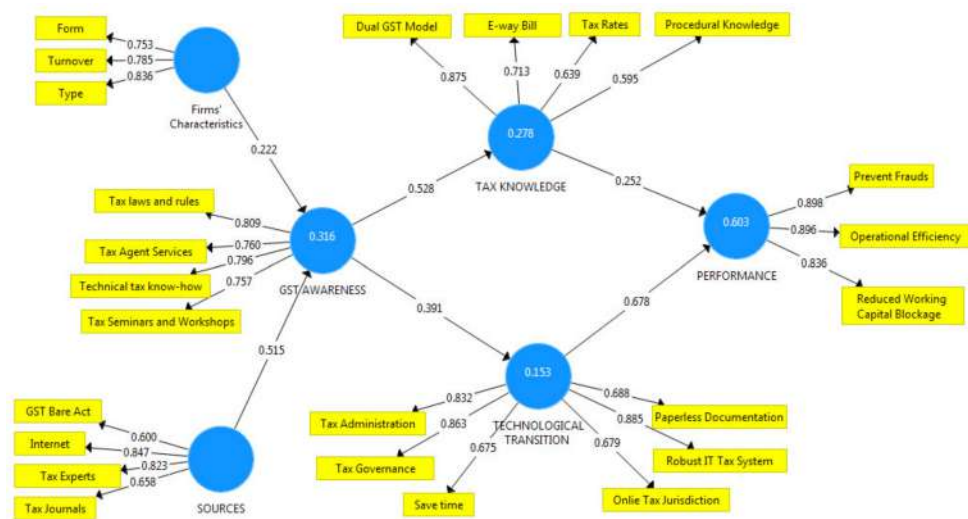 Form
Turnover
Type
0.753
0.785
0.836
Firms'
Characteristics
0.222
Dual GST Model
E-way Bill
Tax Rates
Procedural Knowledge
0.875
0.713
0.639
0.595
0.278
TAX KNOWLEDGE
0.528
0.252
Tax laws and rules
Tax Agent Services
Technical tax know-how
Tax Seminars and Workshops
0.809
0.760
0.796
0.757
0.316
GST AWARENESS
0.391
0.515
Prevent Frauds
Operational Efficiency
Reduced Working
Capital Blockage
0.898
0.896
0.836
0.603
PERFORMANCE
0.678
GST Bare Act
Internet
Tax Experts
Tax Journals
0.600
0.847
0.823
0.658
SOURCES
0.153
TECHNOLOGICAL
TRANSITION
0.832
0.863
0.675
0.679
0.885
0.688
Tax Administration
Tax Governance
Save time
Onlie Tax Jurisdiction
Robust IT Tax System
Paperless Documentation